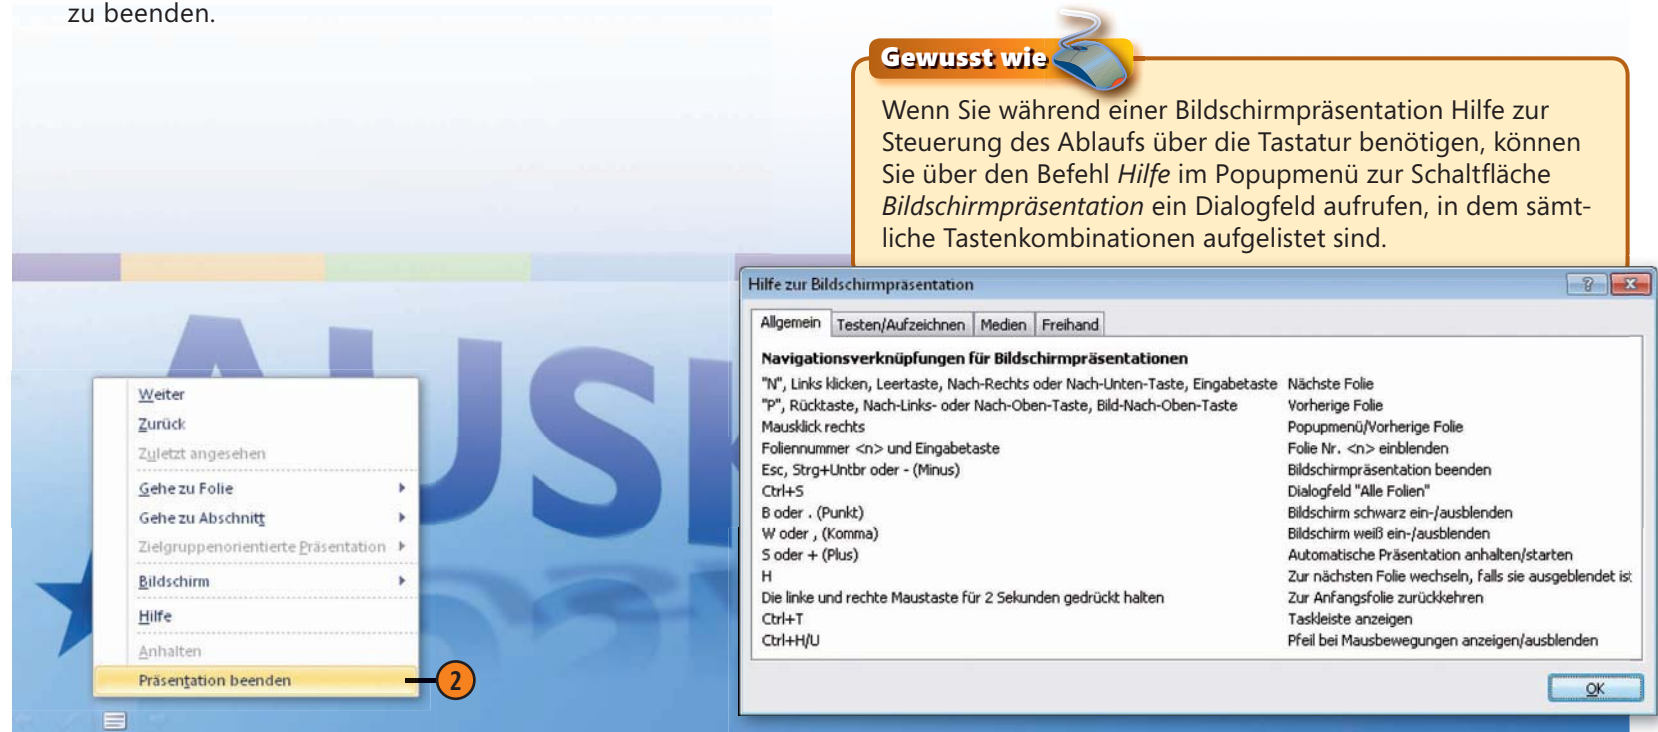 zu beenden.
Gewusst wie
Wenn Sie während einer Bildschirmpräsentation Hilfe zur
Steuerung des Ablaufs über die Tastatur benötigen, können
Sie über den Befehl Hilfe im Popupmenü zur Schaltfläche
Bildschirmpräsentation ein Dialogfeld aufrufen, in dem sämt-
liche Tastenkombinationen aufgelistet sind.
AUS
Weiter
Zurück
Zuletzt angesehen
Gehe zu Folie
Gehe zu Abschnitt
Zielgruppenorientierte Präsentation
Bildschirm
Hilfe
Anhalten
Präsentation beenden
2
Hilfe zur Bildschirmpräsentation
Allgemein Testen/Aufzeichnen Medien Freihand
Navigationsverknüpfungen für Bildschirmpräsentationen
"N", Links klicken, Leertaste, Nach-Rechts oder Nach-Unten-Taste, Eingabetaste Nächste Folie
"P", Rücktaste, Nach-Links- oder Nach-Oben-Taste, Bild-Nach-Oben-Taste Vorherige Folie
Mausklick rechts Popupmenü/Vorherige Folie
Foliennummer <n> und Eingabetaste Folie Nr. <n> einblenden
Esc, Strg+Untbr oder - (Minus) Bildschirmpräsentation beenden
Ctrl+S Dialogfeld "Alle Folien"
B oder . (Punkt) Bildschirm schwarz ein-/ausblenden
W oder , (Komma) Bildschirm weiß ein-/ausblenden
S oder + (Plus) Automatische Präsentation anhalten/starten
H Zur nächsten Folie wechseln, falls sie ausgeblendet ist
Die linke und rechte Maustaste für 2 Sekunden gedrückt halten Zur Anfangsfolie zurückkehren
Ctrl+T Taskleiste anzeigen
Ctrl+H/U Pfeil bei Mausbewegungen anzeigen/ausblenden
OK